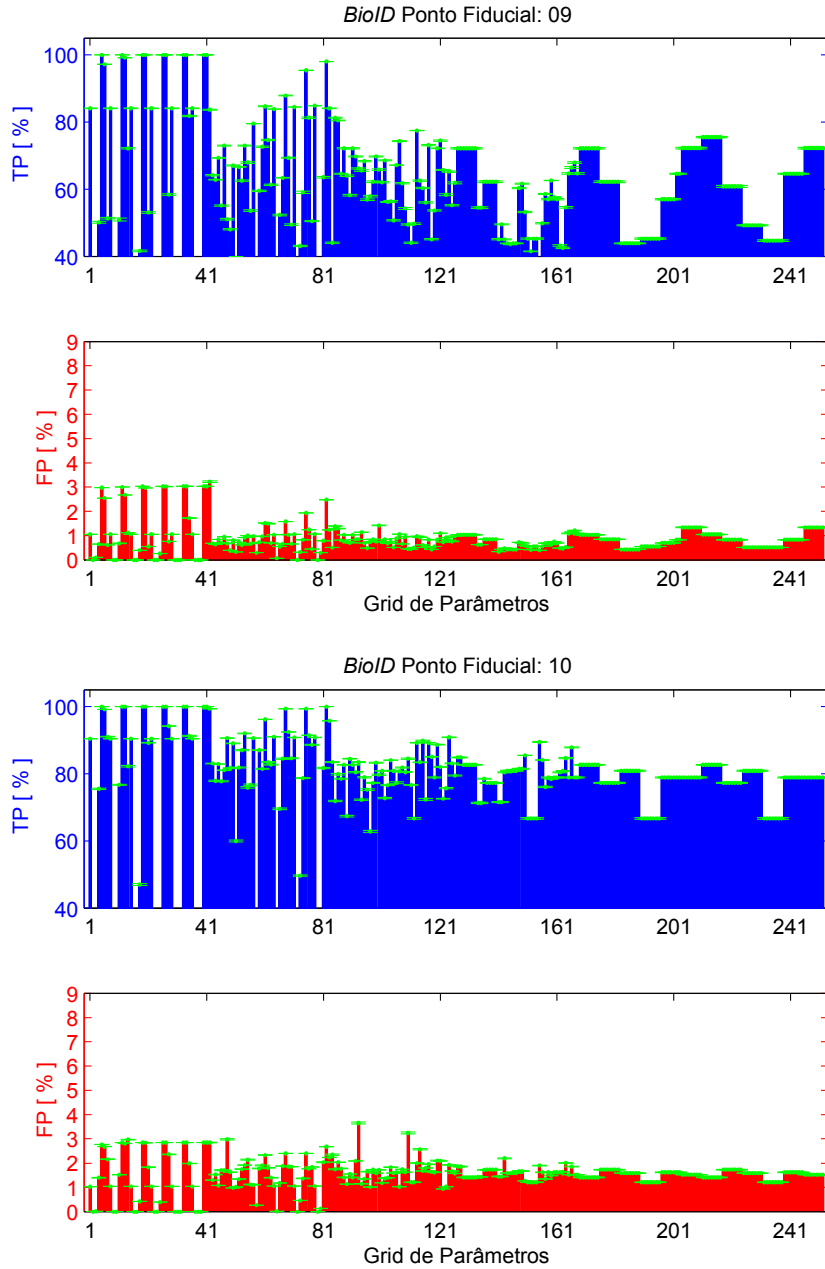 BioID Ponto Fiducial: 09
TP [ % ]
100
80
60
40
1 41 81 121 161 201 241
FP [ % ]
9
8
7
6
5
4
3
2
1
0
1 41 81 121 161 201 241
Grid de Parâmetros
BioID Ponto Fiducial: 10
TP [ % ]
100
80
60
40
1 41 81 121 161 201 241
FP [ % ]
9
8
7
6
5
4
3
2
1
0
1 41 81 121 161 201 241
Grid de Parâmetros